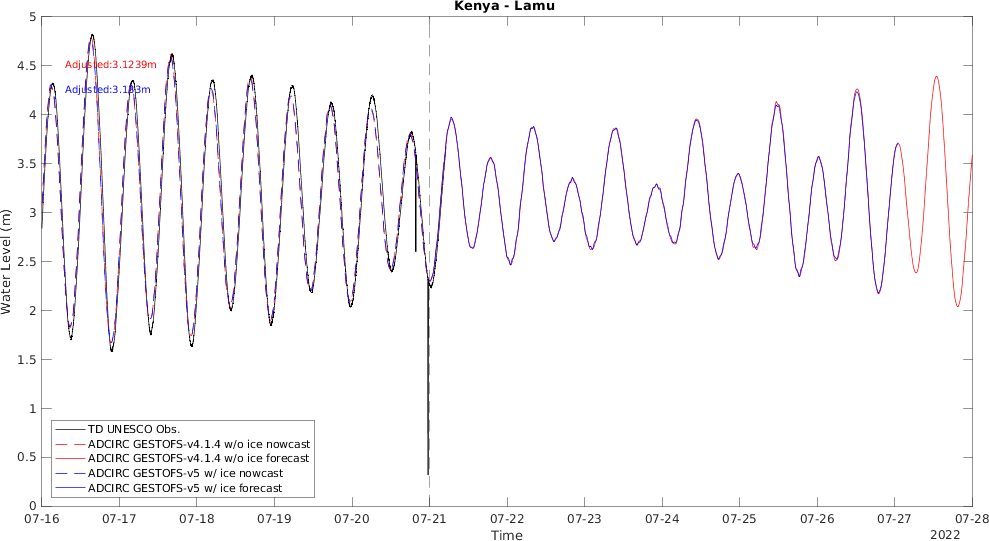 Kenya - Lamu
5
4.5
4
3.5
3
2.5
2
1.5
1
0.5
0
Water Level (m)
Adjusted:3.1239m
Adjusted:3.133m
TD UNESCO Obs.
ADCIRC GESTOFS-v4.1.4 w/o ice nowcast
ADCIRC GESTOFS-v4.1.4 w/o ice forecast
ADCIRC GESTOFS-v5 w/ ice nowcast
ADCIRC GESTOFS-v5 w/ ice forecast
07-16 07-17 07-18 07-19 07-20 07-21 07-22 07-23 07-24 07-25 07-26 07-27 07-28
Time
2022